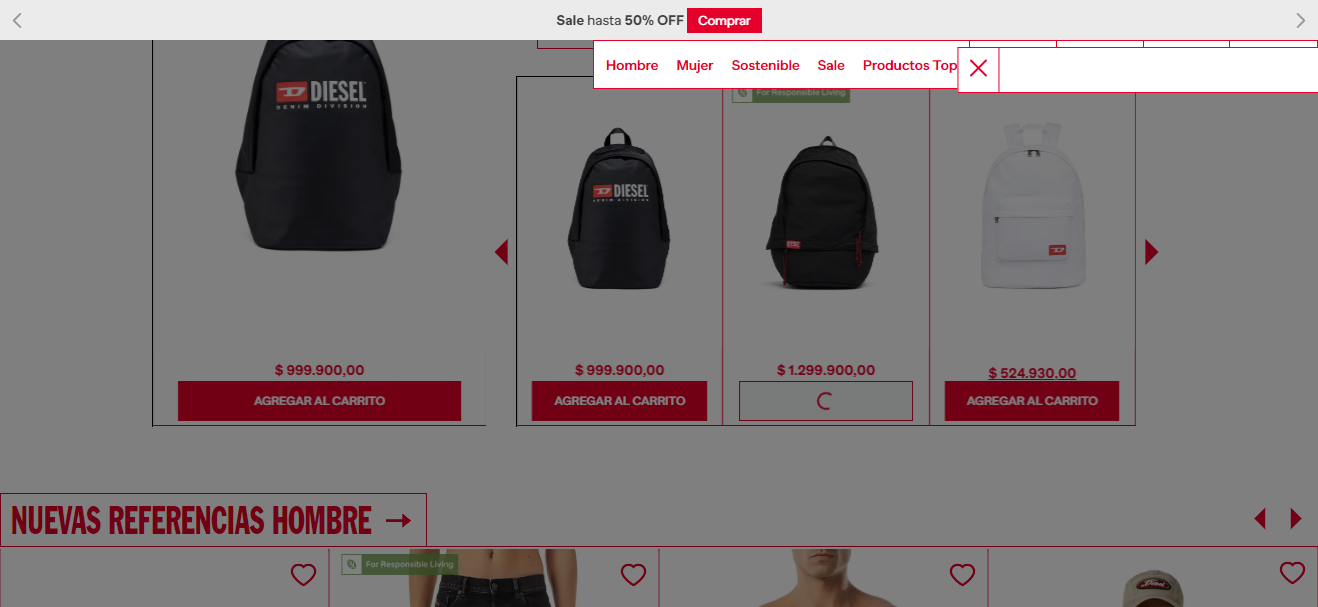 Sale hasta 50% OFF Comprar
Hombre Mujer Sostenible Sale Productos Top
DIESEL
DENIM DIVISION
For Responsible Living
DIESEL
DENIM DIVISION
DIESEL
$ 999.900,00
AGREGAR AL CARRITO
$ 999.900,00
AGREGAR AL CARRITO
$ 1.299.900,00
$ 524.930,00
AGREGAR AL CARRITO
NUEVAS REFERENCIAS HOMBRE
For Responsible Living
Diesel